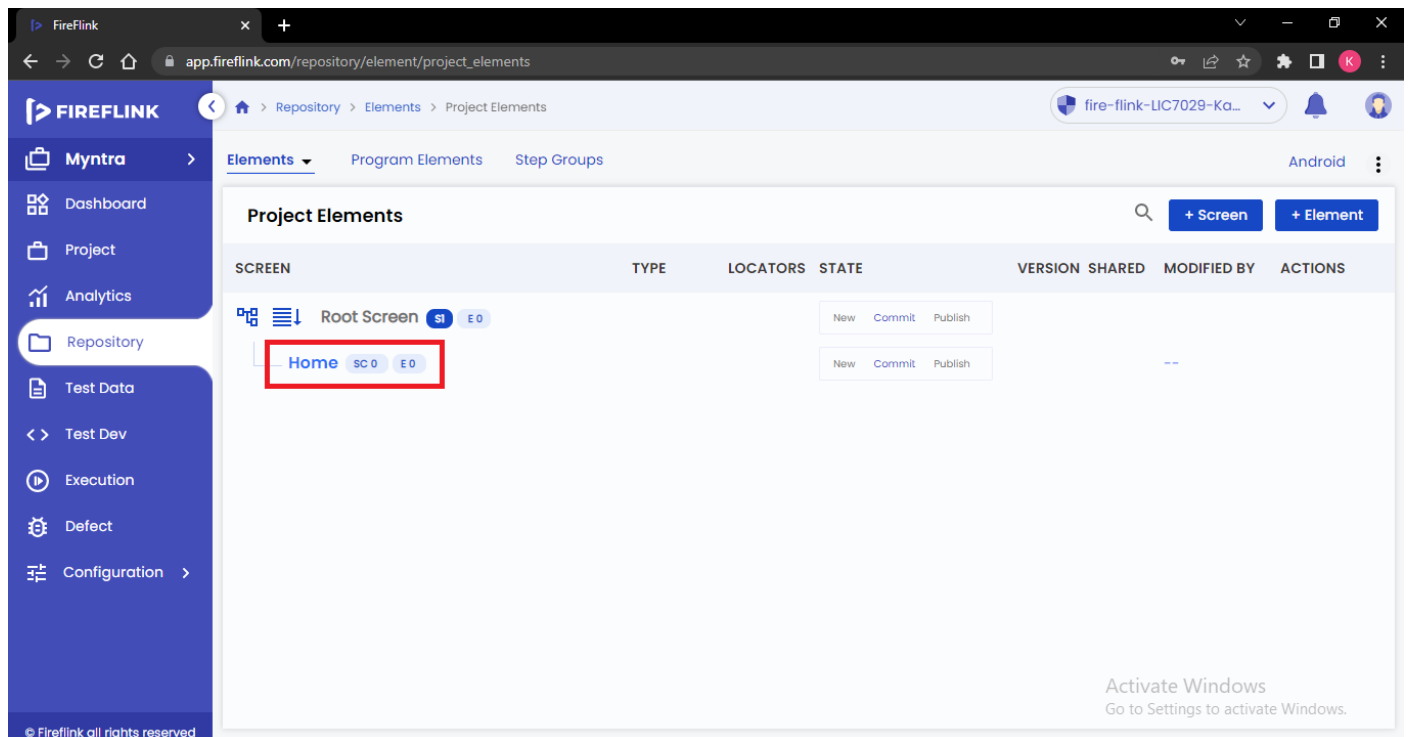 FireFlink
app.fireflink.com/repository/element/project_elements
K
FIREFLINK
> Repository > Elements > Project Elements
fire-flink-LIC7029-Ka...
Myntra
Elements Program Elements Step Groups
Android
Dashboard
Project Elements
+ Screen + Element
Project
SCREEN TYPE LOCATORS STATE VERSION SHARED MODIFIED BY ACTIONS
Analytics
Root Screen S1 E 0 New Commit Publish
Repository
Home SC 0 E 0 New Commit Publish --
Test Data
Test Dev
Execution
Defect
Configuration
Activate Windows
Go to Settings to activate Windows.
© Fireflink all rights reserved